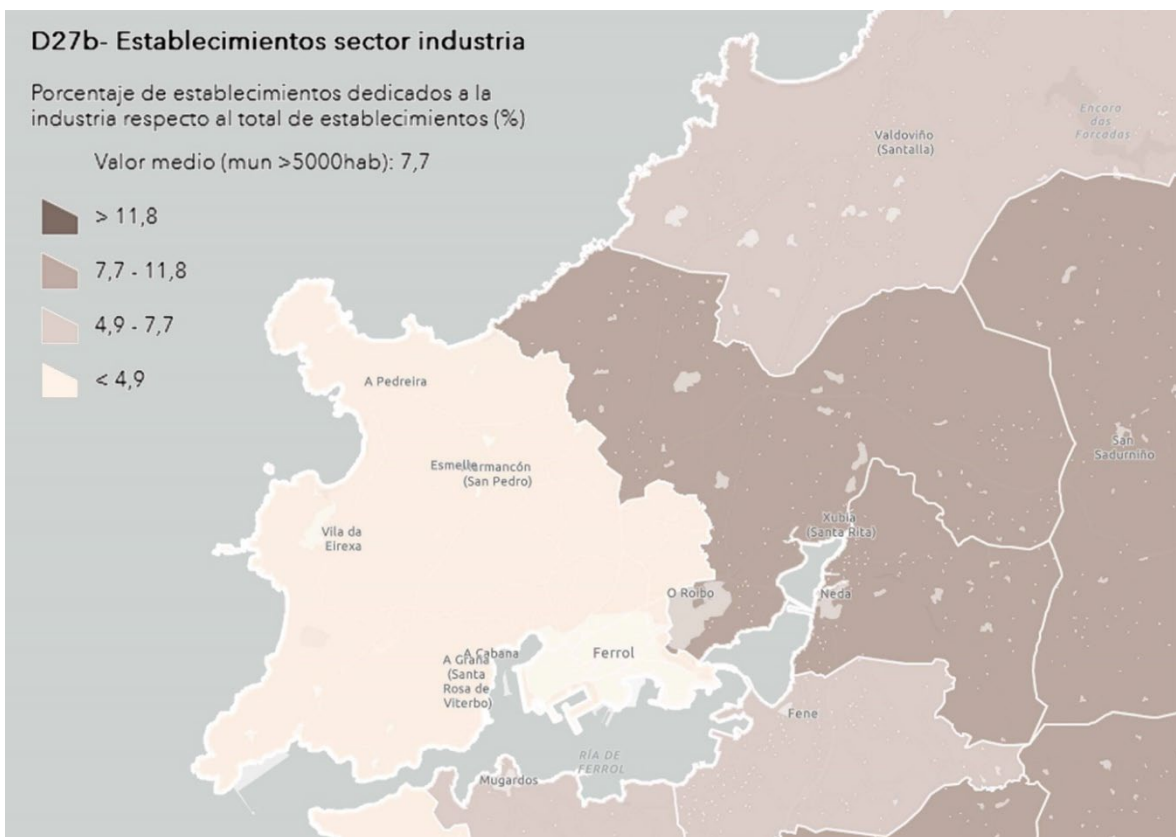 D27b- Establecimientos sector industria
Porcentaje de establecimientos dedicados a la
industria respecto al total de establecimientos (%)
Valor medio (mun >5000hab): 7,7
> 11,8
7,7 - 11,8
4,9 - 7,7
< 4,9
Encora
das
Forcadas
Valdoviño
(Santalla)
A Pedreira
San
Sadurniño
Esmelle
(San Pedro)
Vila da
Eirexa
Xubia
(Santa Rita)
O Roibo
Neda
A Cabana
Ferrol
A Graña
(Santa
Rosa de
Viterbo)
Fene
RÍA DE
FERROL
Mugardos